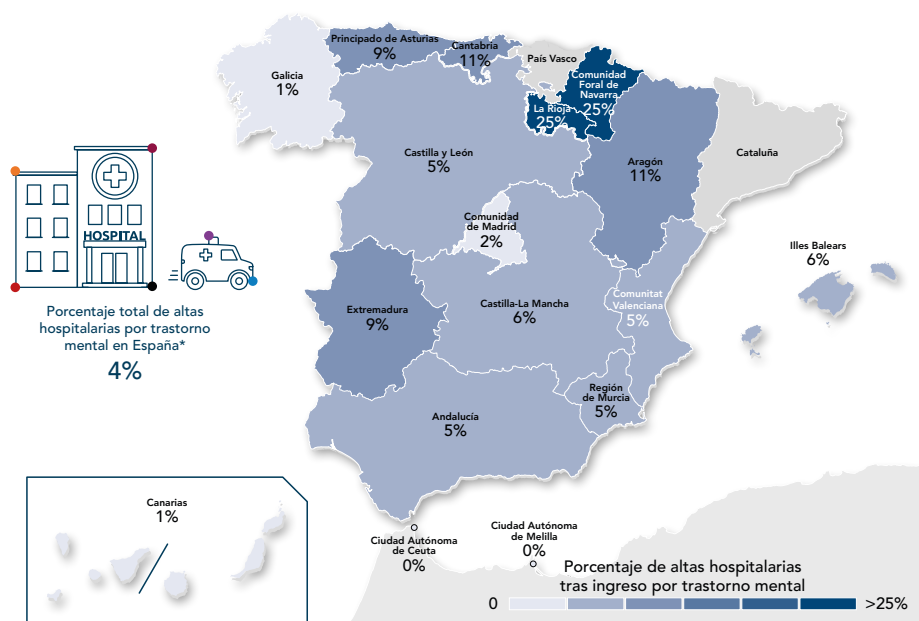 Principado de Asturias
9%
Cantabria
11%
País Vasco
Comunidad
Foral de
Navarra
25%
Galicia
1%
La Rioja
25%
Castilla y León
5%
Aragón
11%
Cataluña
HOSPITAL
Comunidad
de Madrid
2%
Illes Balears
6%
Porcentaje total de altas
hospitalarias por trastorno
mental en España*
4%
Extremadura
9%
Castilla-La Mancha
6%
Comunitat
Valenciana
5%
Región
de Murcia
5%
Andalucía
5%
Canarias
1%
Ciudad Autónoma
de Ceuta
0%
Ciudad Autónoma
de Melilla
0%
Porcentaje de altas hospitalarias
tras ingreso por trastorno mental
0
>25%